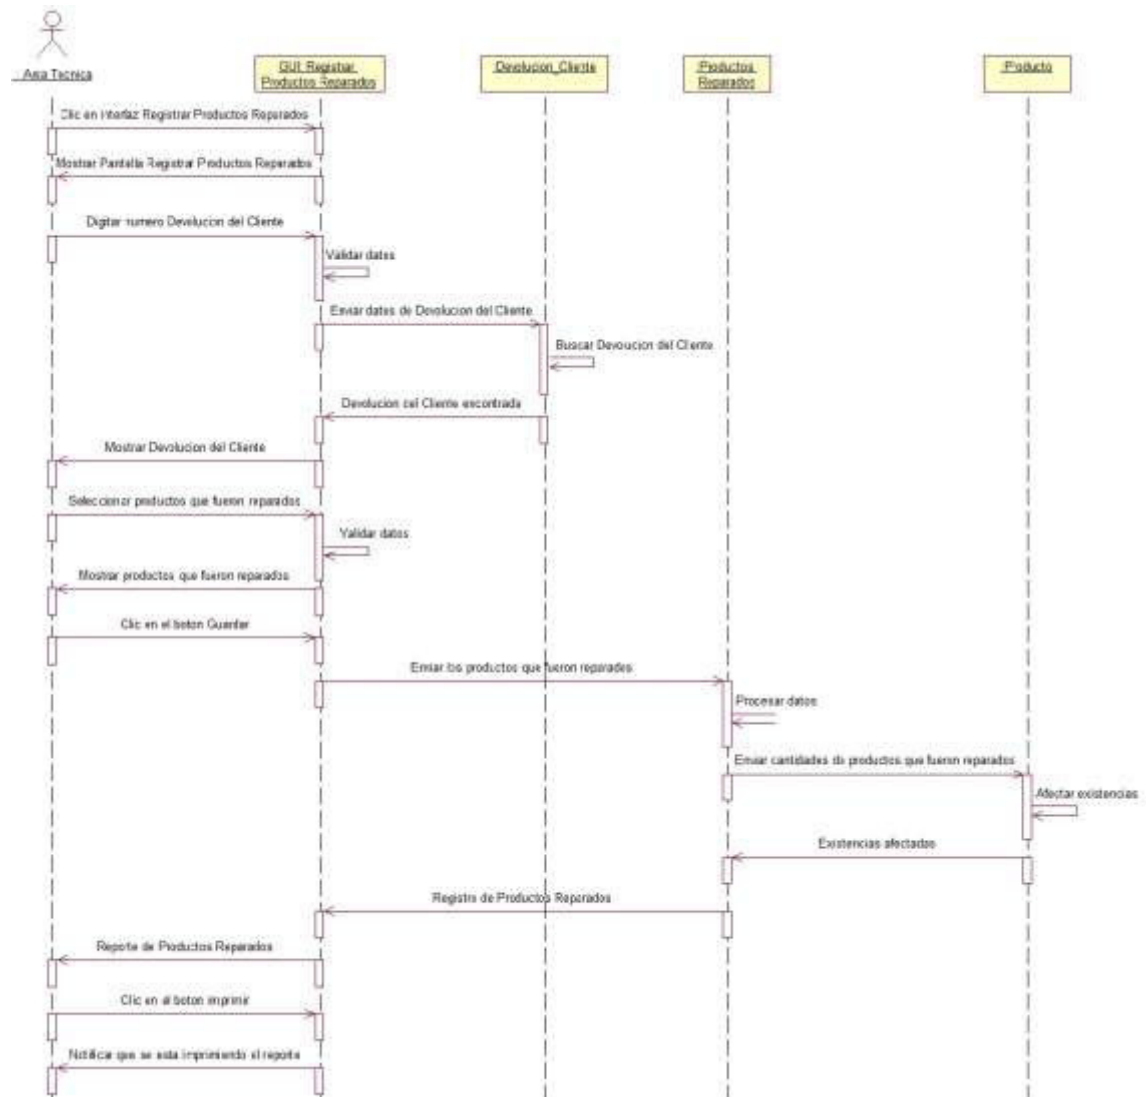 Area Tecnica
GUI_Registrar
Productos Reparados
Devolucion_Cliente
Productos
Reparados
Producto
Clic en interfaz Registrar Productos Reparados
Mostrar Pantalla Registrar Productos Reparados
Digitar numero Devolucion del Cliente
Validar datos
Enviar datos de Devolucion del Cliente
Buscar Devoucion del Cliente
Devolucion del Cliente encontrada
Mostrar Devolucion del Cliente
Seleccionar productos que fueron reparados
Validar datos
Mostrar productos que fueron reparados
Clic en el boton Guardar
Enviar los productos que fueron reparados
Procesar datos
Enviar cantidades de productos que fueron reparados
Afectar existencias
Existencias afectadas
Registro de Productos Reparados
Reporte de Productos Reparados
Clic en el boton imprimir
Notificar que se esta imprimiendo el reporte